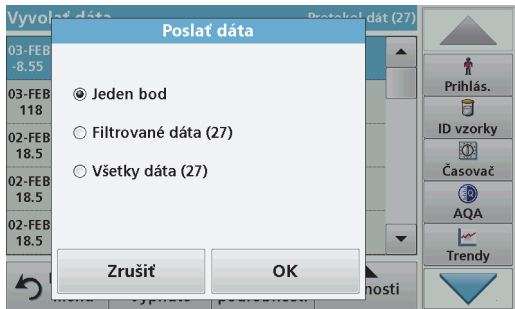 Poslať dáta
Protokol dát (27)
03-FEB
-8.55
03-FEB
118
02-FEB
18.5
02-FEB
18.5
02-FEB
18.5
Jeden bod
Filtrované dáta (27)
Všetky dáta (27)
Zrušiť
OK
Prihlás.
ID vzorky
Časovač
AQA
Trendy